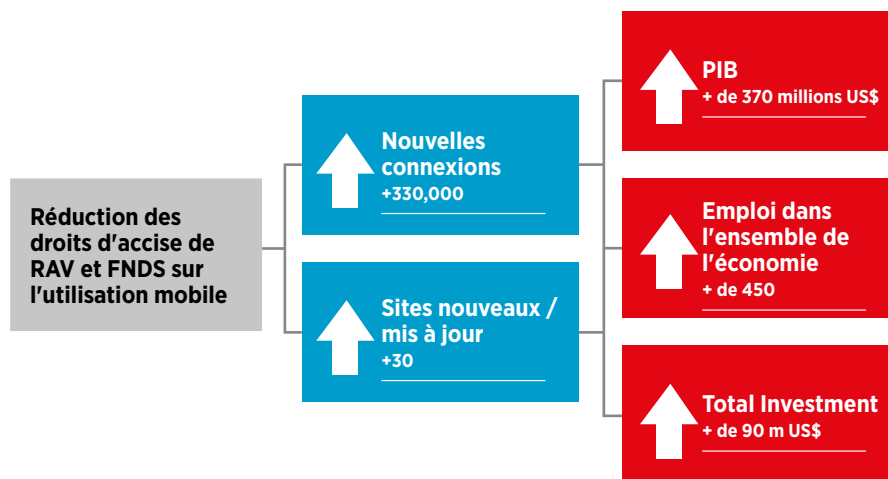 Réduction des
droits d'accise de
RAV et FNDS sur
l'utilisation mobile
Nouvelles
connexions
+330,000
Sites nouveaux /
mis à jour
+30
PIB
+ de 370 millions US$
Emploi dans
l'ensemble de
l'économie
+ de 450
Total Investment
+ de 90 m US$